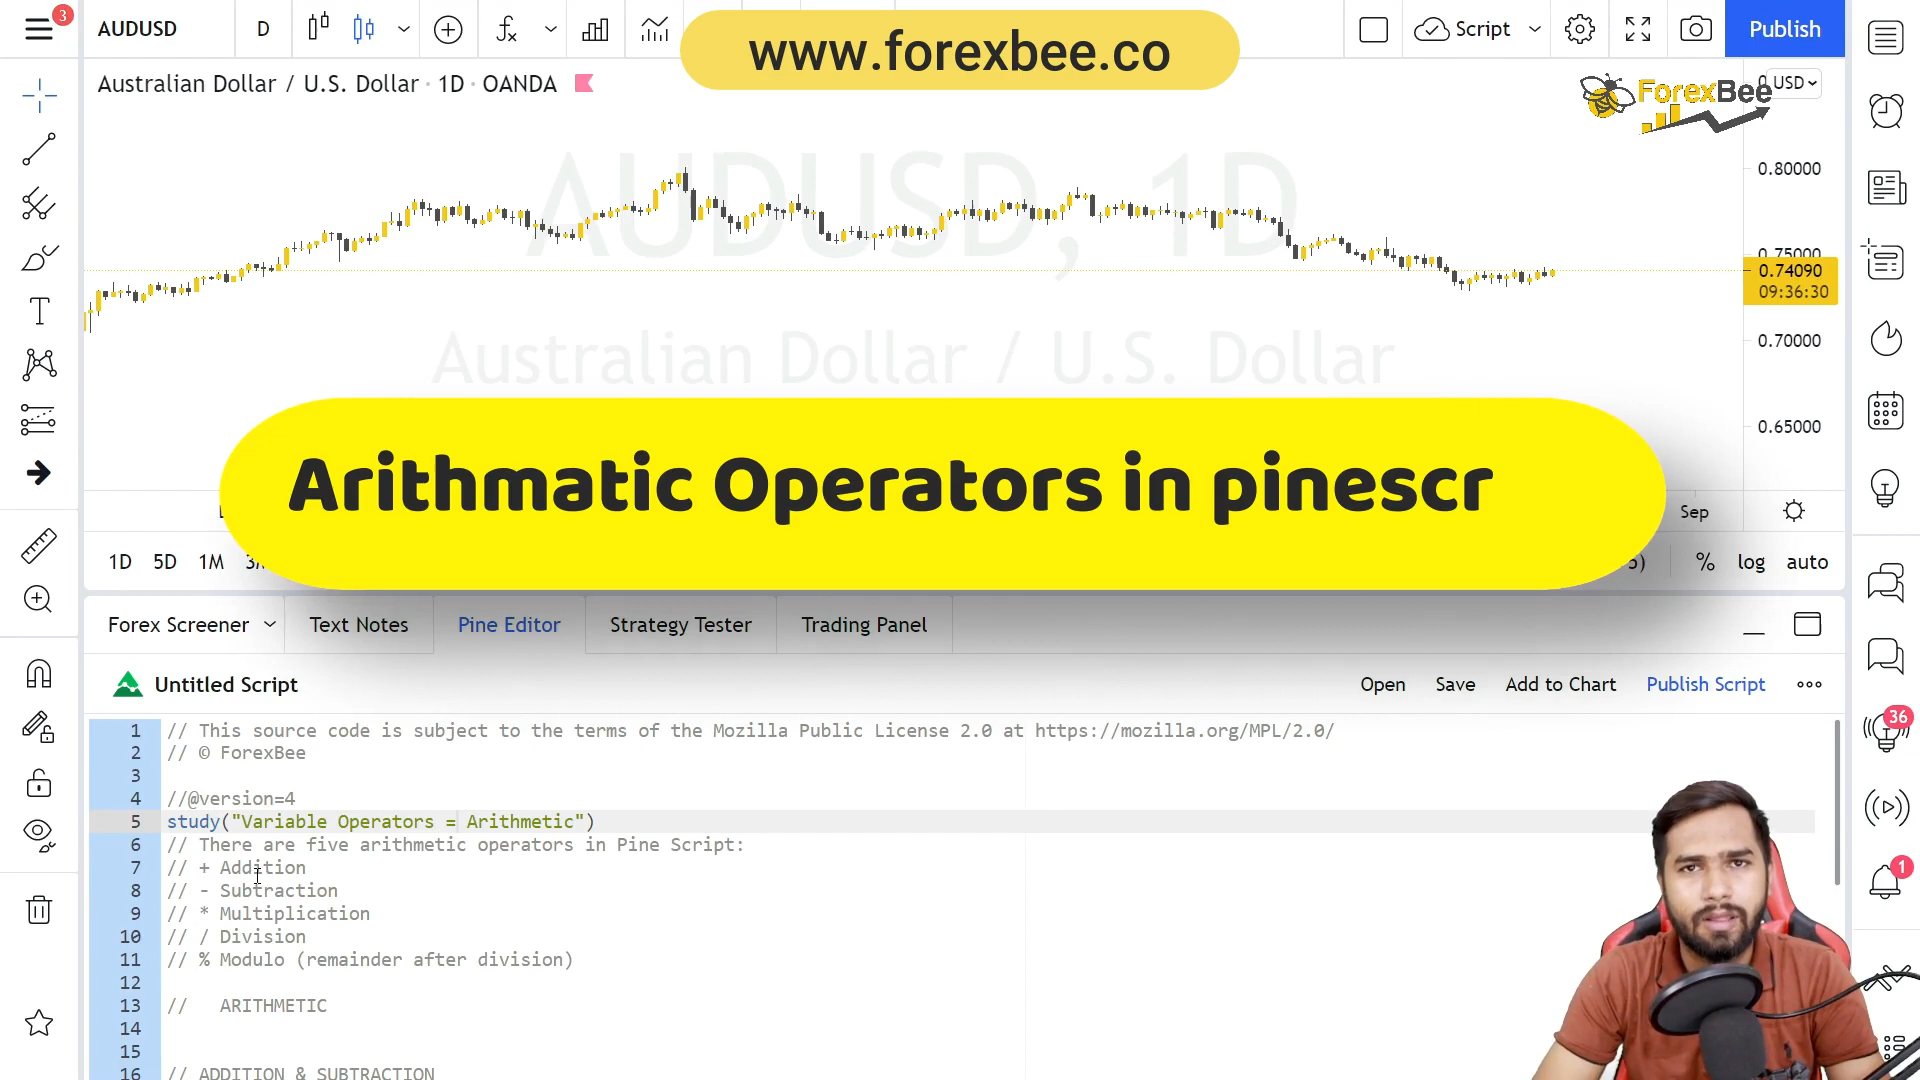 3
AUDUSD
D
Script
Publish
www.forexbee.co
Australian Dollar / U.S. Dollar · 1D · OANDA
ForexBee
USD
AUDUSD, 1D
Australian Dollar / U.S. Dollar
0.80000
0.75000
0.74090
09:36:30
0.70000
0.65000
Arithmatic Operators in pinescr
Sep
1D 5D 1M
% log auto
Forex Screener
Text Notes
Pine Editor
Strategy Tester
Trading Panel
Untitled Script
Open Save Add to Chart Publish Script
36
1
1 // This source code is subject to the terms of the Mozilla Public License 2.0 at https://mozilla.org/MPL/2.0/
2 // © ForexBee
3
4 //@version=4
5 study("Variable Operators = Arithmetic")
6 // There are five arithmetic operators in Pine Script:
7 // + Addition
8 // - Subtraction
9 // * Multiplication
10 // / Division
11 // % Modulo (remainder after division)
12
13 // ARITHMETIC
14
15
16 // ADDITION & SUBTRACTION